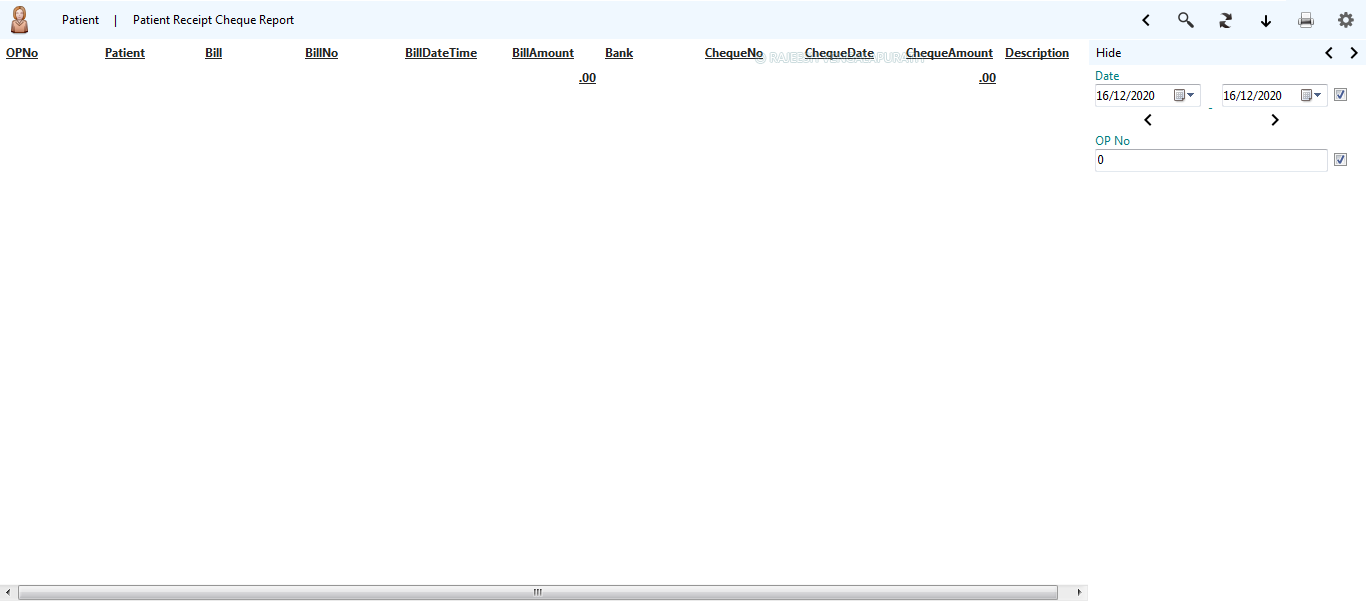 Patient | Patient Receipt Cheque Report
OPNo Patient Bill BillNo BillDateTime BillAmount Bank ChequeNo ChequeDate ChequeAmount Description
.00 .00
Hide
Date
16/12/2020 - 16/12/2020
OP No
0